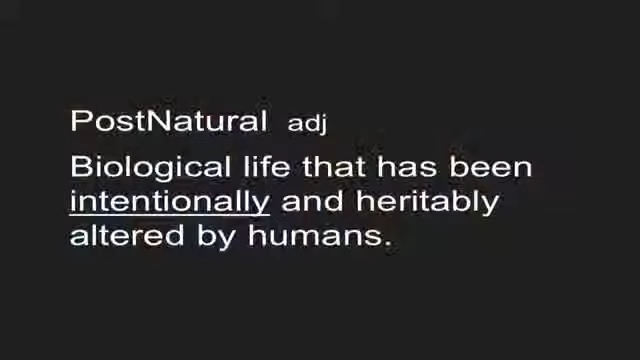 PostNatural adj
Biological life that has been
intentionally and heritably
altered by humans.